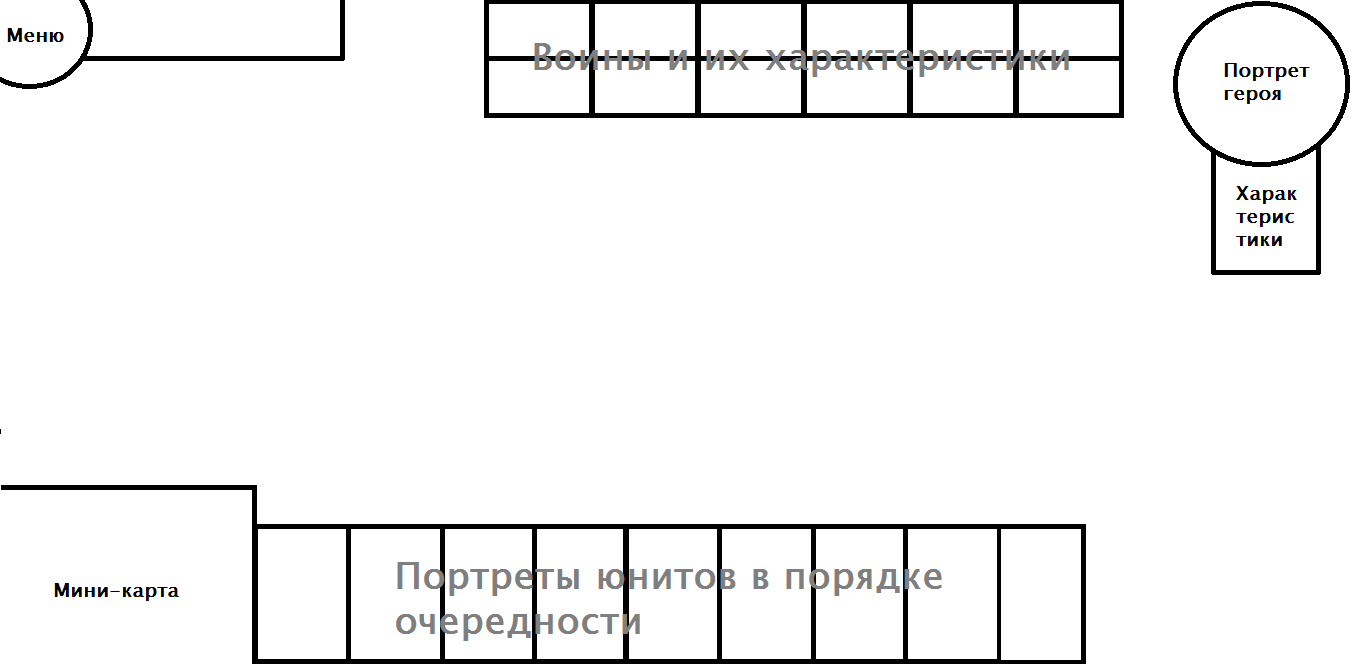 Меню
Воины и их характеристики
Портрет
героя
Харак
терис
тики
Мини-карта
Портреты юнитов в порядке
очередности